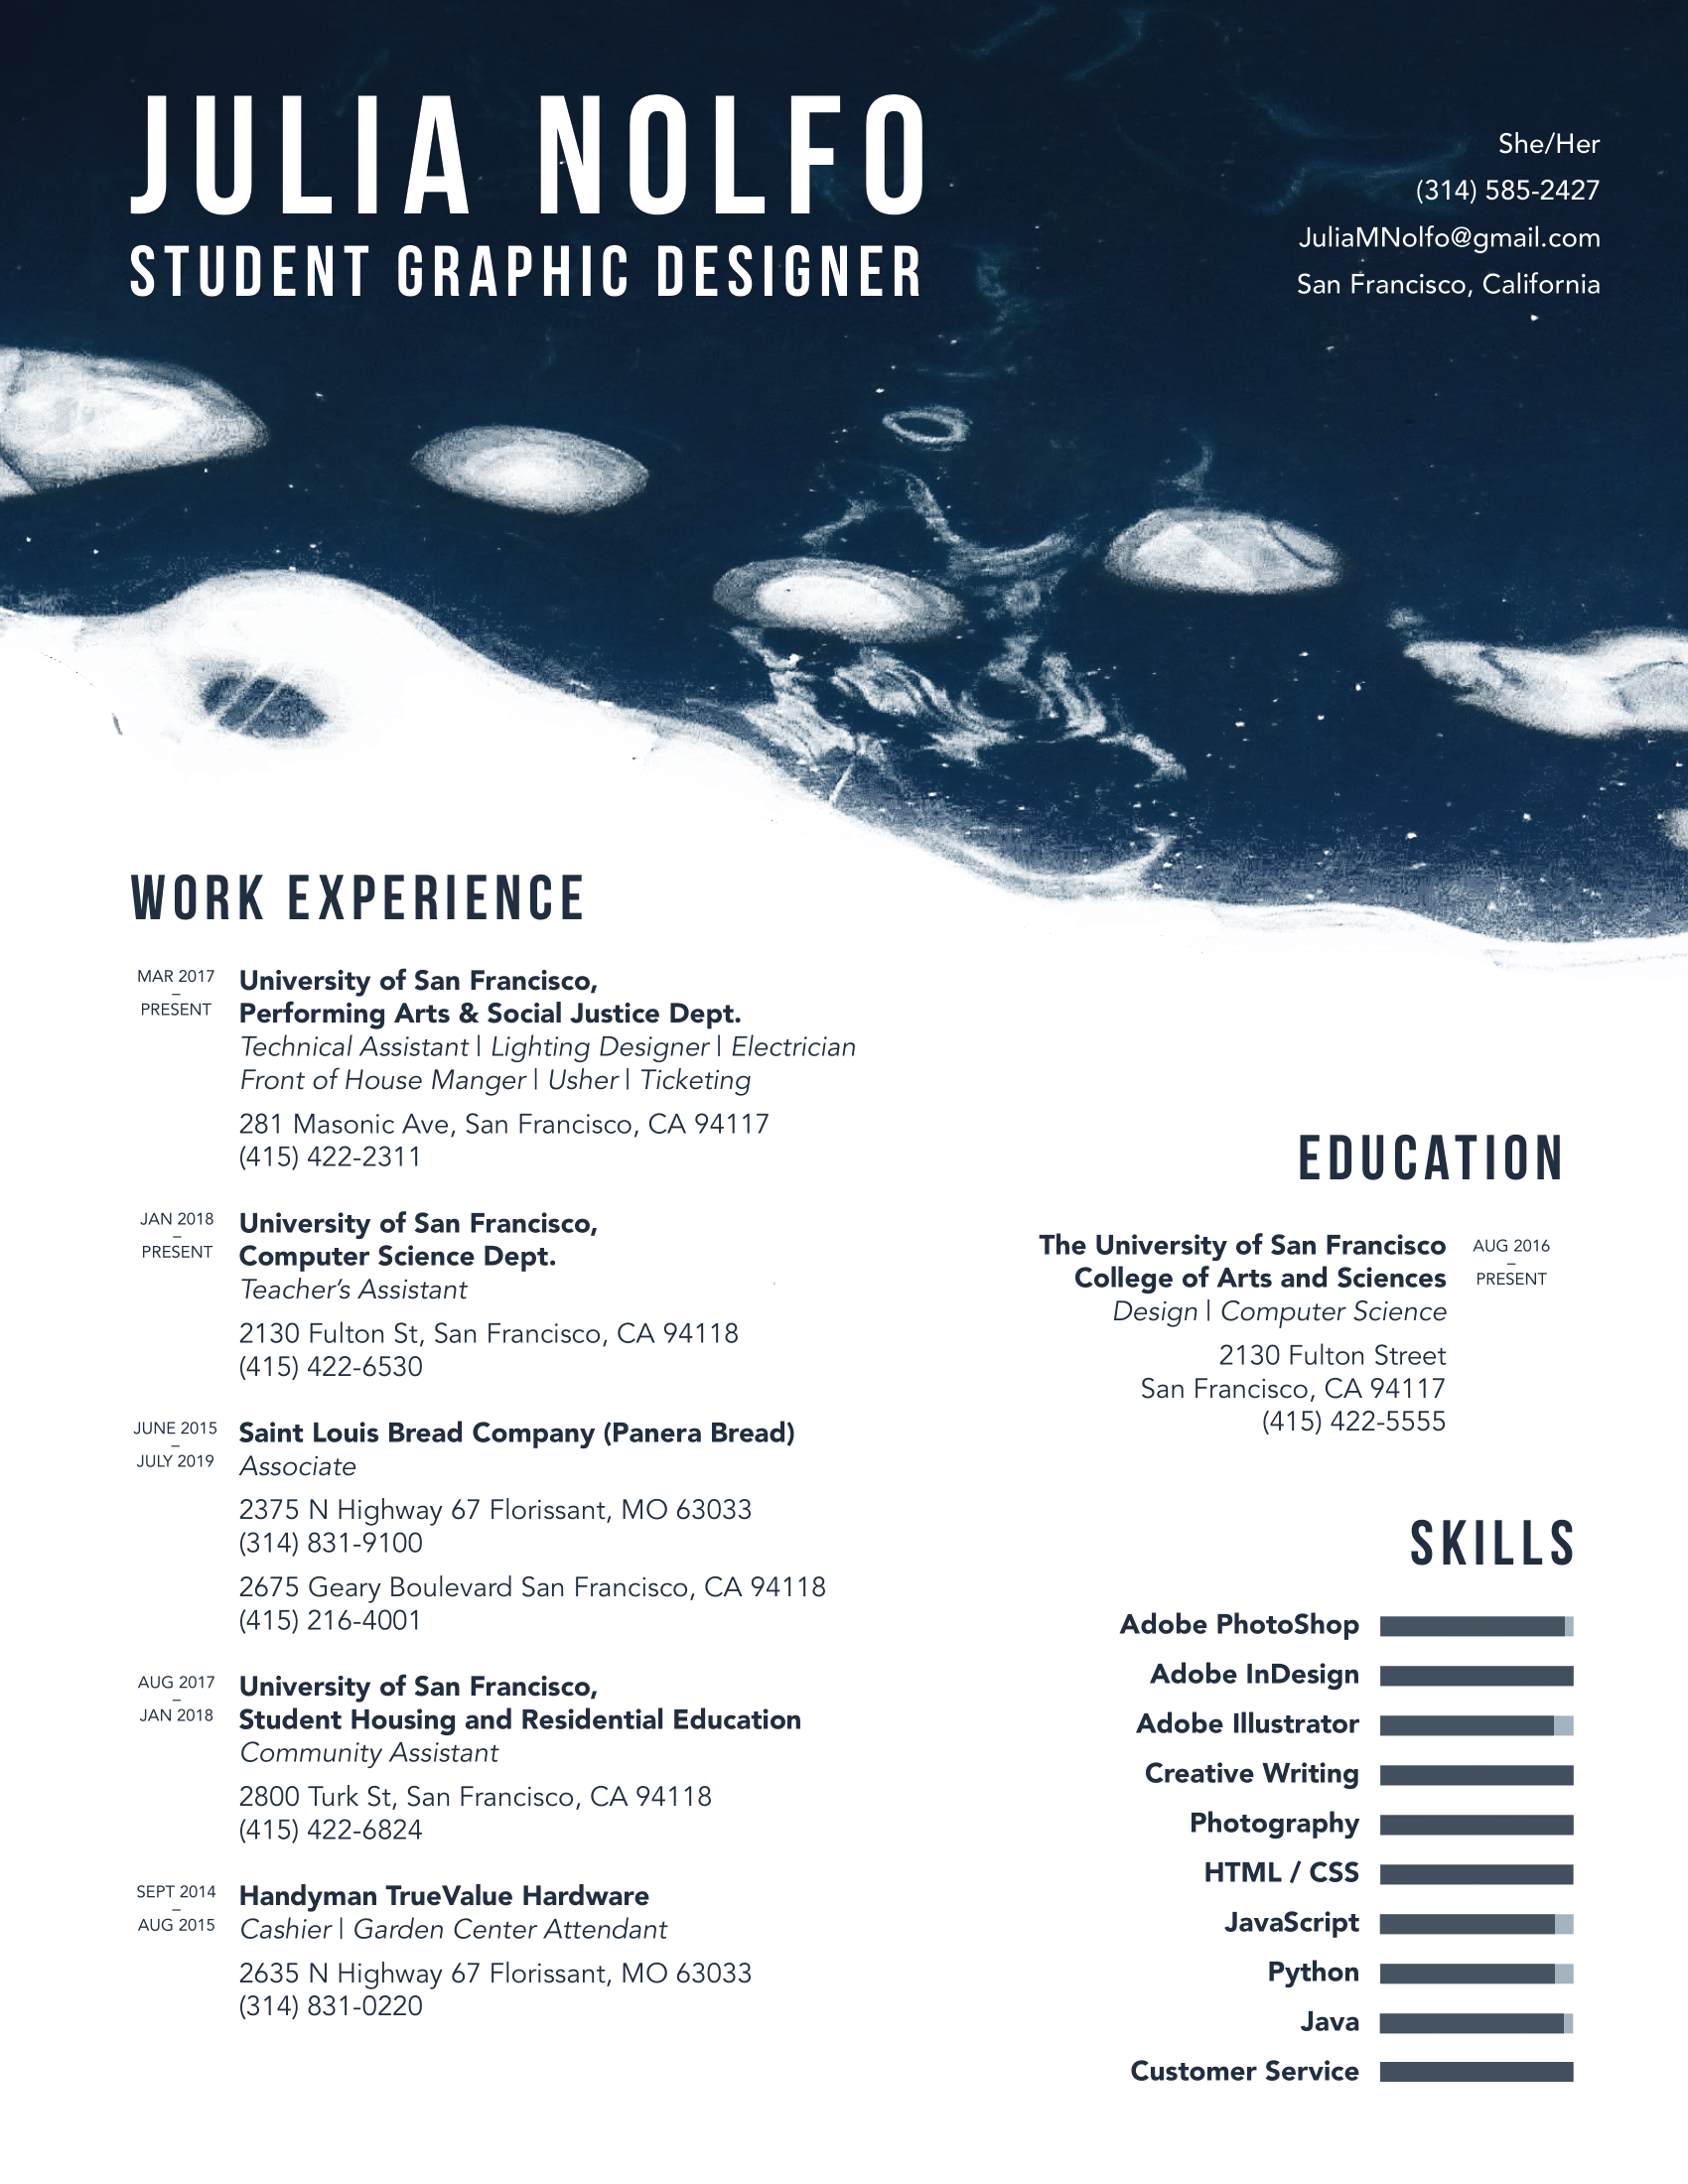 JULIA NOLFO
STUDENT GRAPHIC DESIGNER
She/Her
(314) 585-2427
JuliaMNolfo@gmail.com
San Francisco, California
WORK EXPERIENCE
MAR 2017
–
PRESENT
University of San Francisco,
Performing Arts & Social Justice Dept.
Technical Assistant | Lighting Designer | Electrician
Front of House Manger | Usher | Ticketing
281 Masonic Ave, San Francisco, CA 94117
(415) 422-2311
JAN 2018
–
PRESENT
University of San Francisco,
Computer Science Dept.
Teacher’s Assistant
2130 Fulton St, San Francisco, CA 94118
(415) 422-6530
JUNE 2015
–
JULY 2019
Saint Louis Bread Company (Panera Bread)
Associate
2375 N Highway 67 Florissant, MO 63033
(314) 831-9100
2675 Geary Boulevard San Francisco, CA 94118
(415) 216-4001
AUG 2017
–
JAN 2018
University of San Francisco,
Student Housing and Residential Education
Community Assistant
2800 Turk St, San Francisco, CA 94118
(415) 422-6824
SEPT 2014
–
AUG 2015
Handyman TrueValue Hardware
Cashier | Garden Center Attendant
2635 N Highway 67 Florissant, MO 63033
(314) 831-0220
EDUCATION
The University of San Francisco
College of Arts and Sciences
Design | Computer Science
2130 Fulton Street
San Francisco, CA 94117
(415) 422-5555
AUG 2016
–
PRESENT
SKILLS
Adobe PhotoShop
Adobe InDesign
Adobe Illustrator
Creative Writing
Photography
HTML / CSS
JavaScript
Python
Java
Customer Service